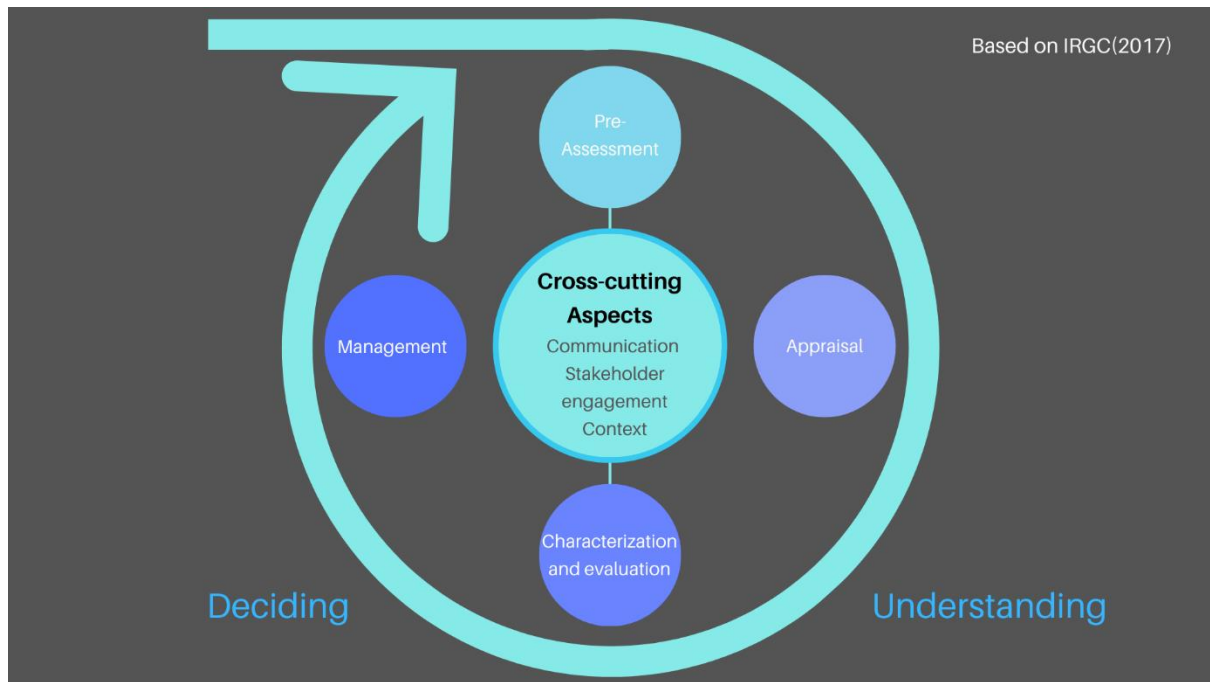 Based on IRGC(2017)
Pre-
Assessment
Cross-cutting
Aspects
Communication
Stakeholder
engagement
Context
Management
Appraisal
Characterization
and evaluation
Deciding
Understanding